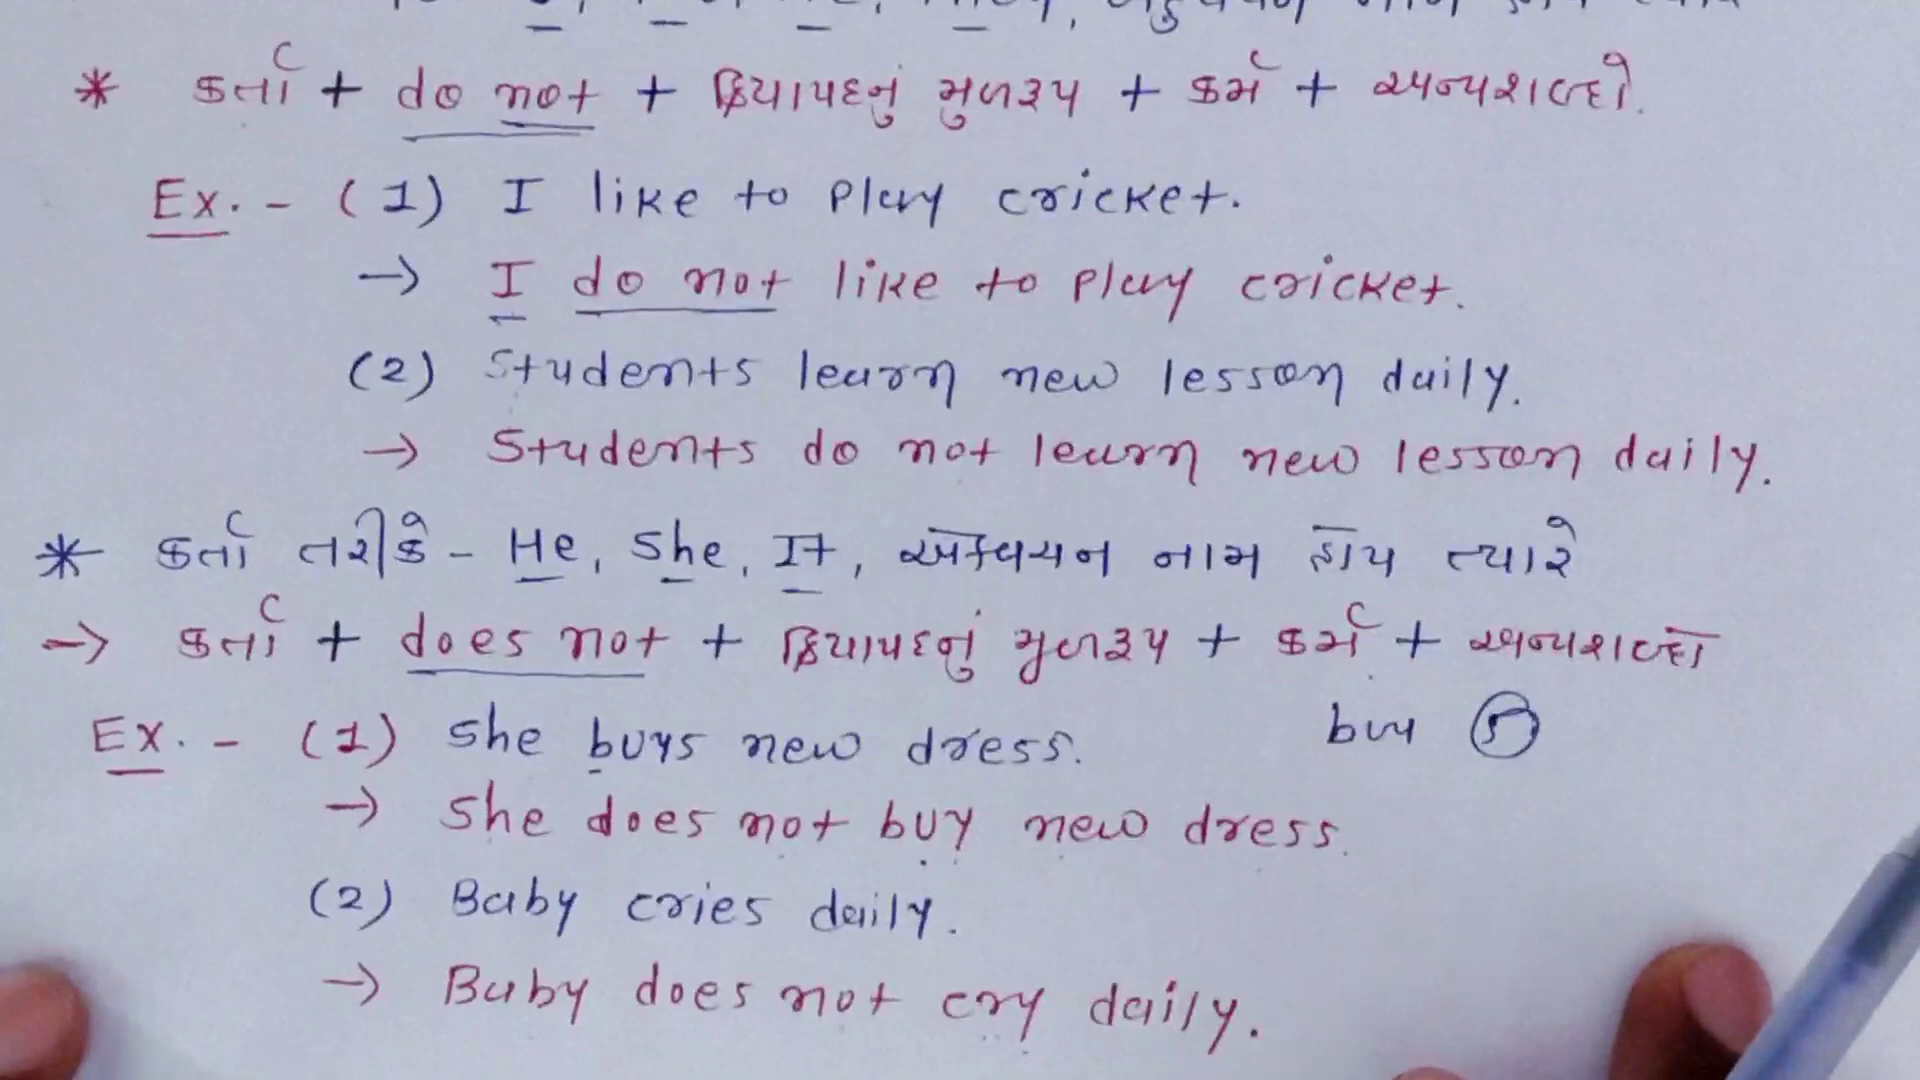 * કર્તા + do not + ક્રિયાપદનું મુળરૂપ + કર્મ + અન્યશબ્દો.
Ex. - (1) I like to play cricket.
→ I do not like to play cricket.
(2) Students learn new lesson daily.
→ Students do not learn new lesson daily.
* કર્તા તરીકે - He, she, It, એકવચન નામ હોય ત્યારે
→ કર્તા + does not + ક્રિયાપદનું મુળરૂપ + કર્મ + અન્યશબ્દો
Ex. - (1) She buys new dress. buy (s)
→ She does not buy new dress.
(2) Baby cries daily.
→ Baby does not cry daily.